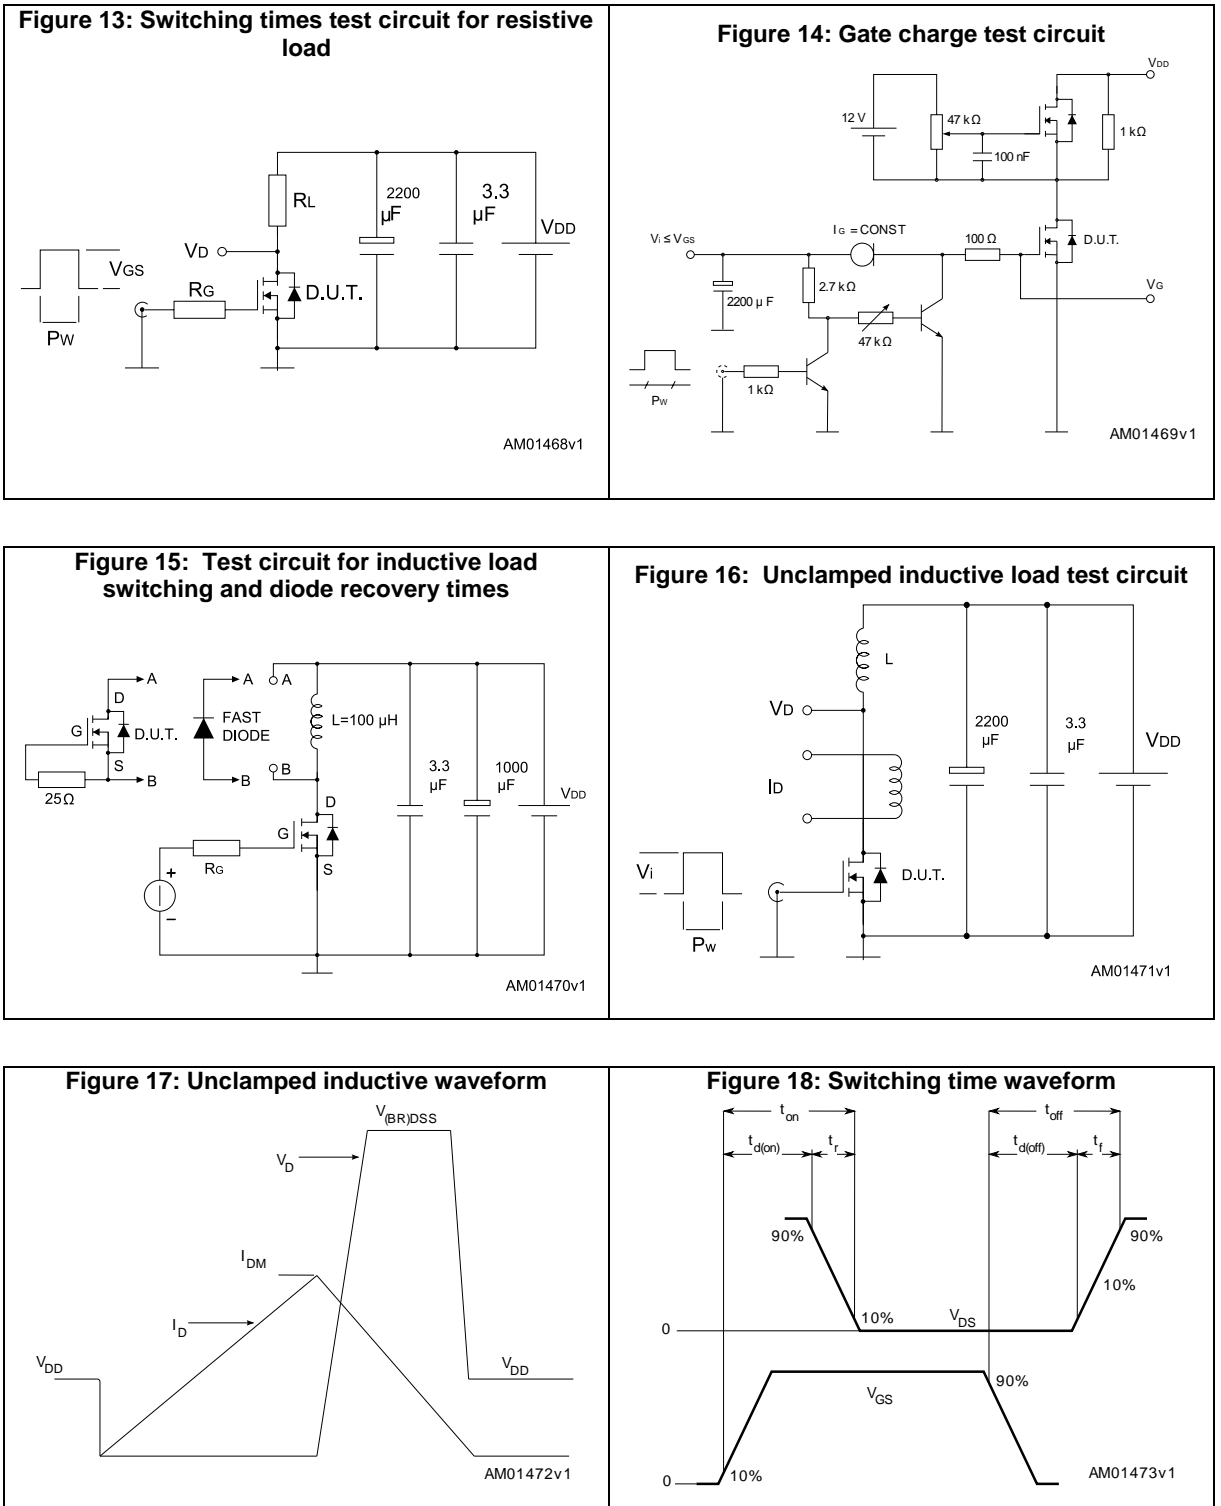 Figure 13: Switching times test circuit for resistive
load
RL
2200
µF
3.3
µF
VDD
VD
VGS
RG
D.U.T.
PW
AM01468v1
Figure 14: Gate charge test circuit
VDD
12 V
47 kΩ
1 kΩ
100 nF
Vi ≤ VGS
IG = CONST
100 Ω
D.U.T.
2.7 kΩ
2200 µF
VG
47 kΩ
1 kΩ
PW
AM01469v1
Figure 15: Test circuit for inductive load
switching and diode recovery times
A
D
G
D.U.T.
S
B
25Ω
A
FAST
DIODE
B
A
L=100 µH
B
3.3
µF
1000
µF
VDD
D
G
S
RG
+
–
AM01470v1
Figure 16: Unclamped inductive load test circuit
L
VD
2200
µF
3.3
µF
VDD
ID
Vi
D.U.T.
PW
AM01471v1
Figure 17: Unclamped inductive waveform
V(BR)DSS
VD
IDM
ID
VDD
VDD
AM01472v1
Figure 18: Switching time waveform
ton
toff
td(on)
tr
td(off)
tf
90%
90%
10%
10%
0
VDS
90%
VGS
0
10%
AM01473v1